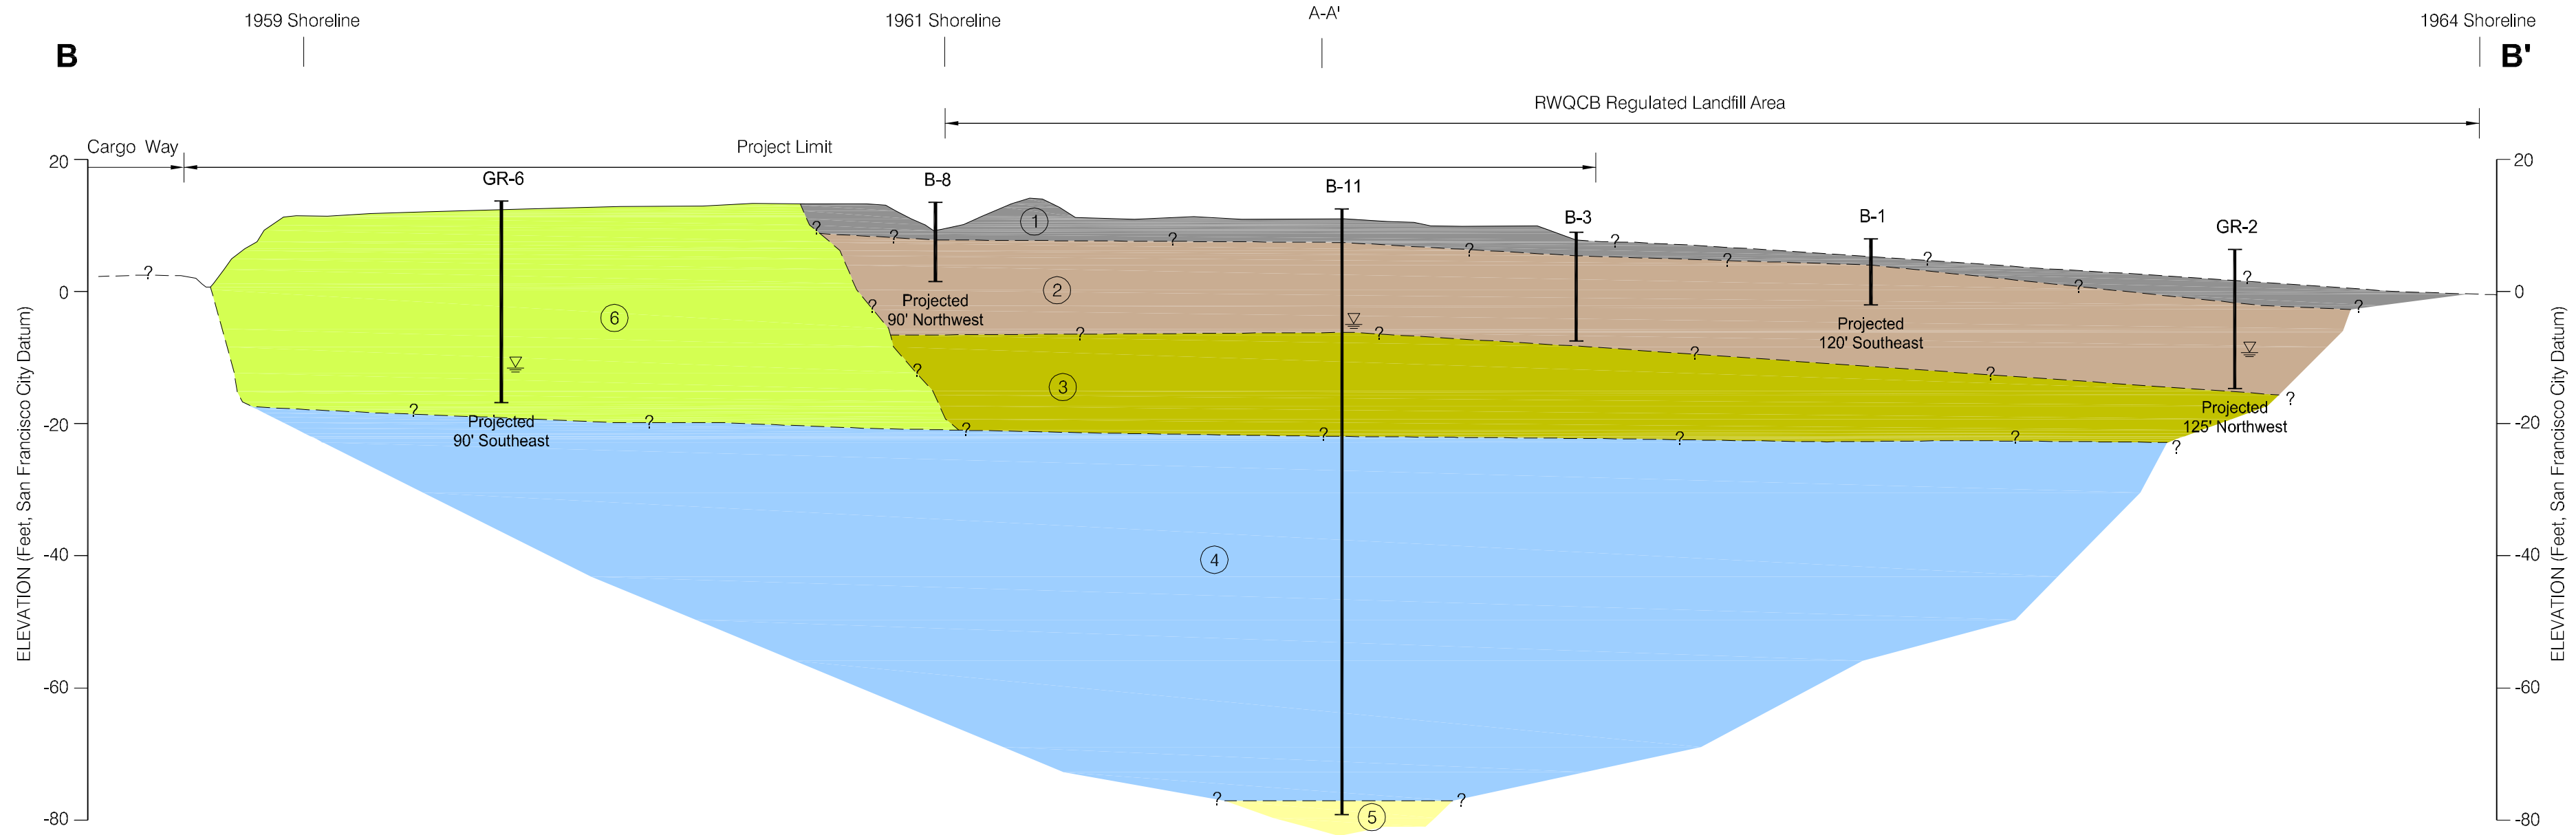 1959 Shoreline
1961 Shoreline
A-A'
1964 Shoreline
B
B'
RWQCB Regulated Landfill Area
Cargo Way
Project Limit
20
20
GR-6
B-8
B-11
B-3
B-1
GR-2
1
?
?
?
?
?
?
?
?
?
?
?
0
0
2
Projected
90' Northwest
?
6
Projected
120' Southeast
?
?
?
?
?
?
3
?
Projected
125' Northwest
-20
-20
?
?
Projected
90' Southeast
?
?
?
?
?
ELEVATION (Feet, San Francisco City Datum)
ELEVATION (Feet, San Francisco City Datum)
-40
-40
4
-60
-60
?
?
5
-80
-80